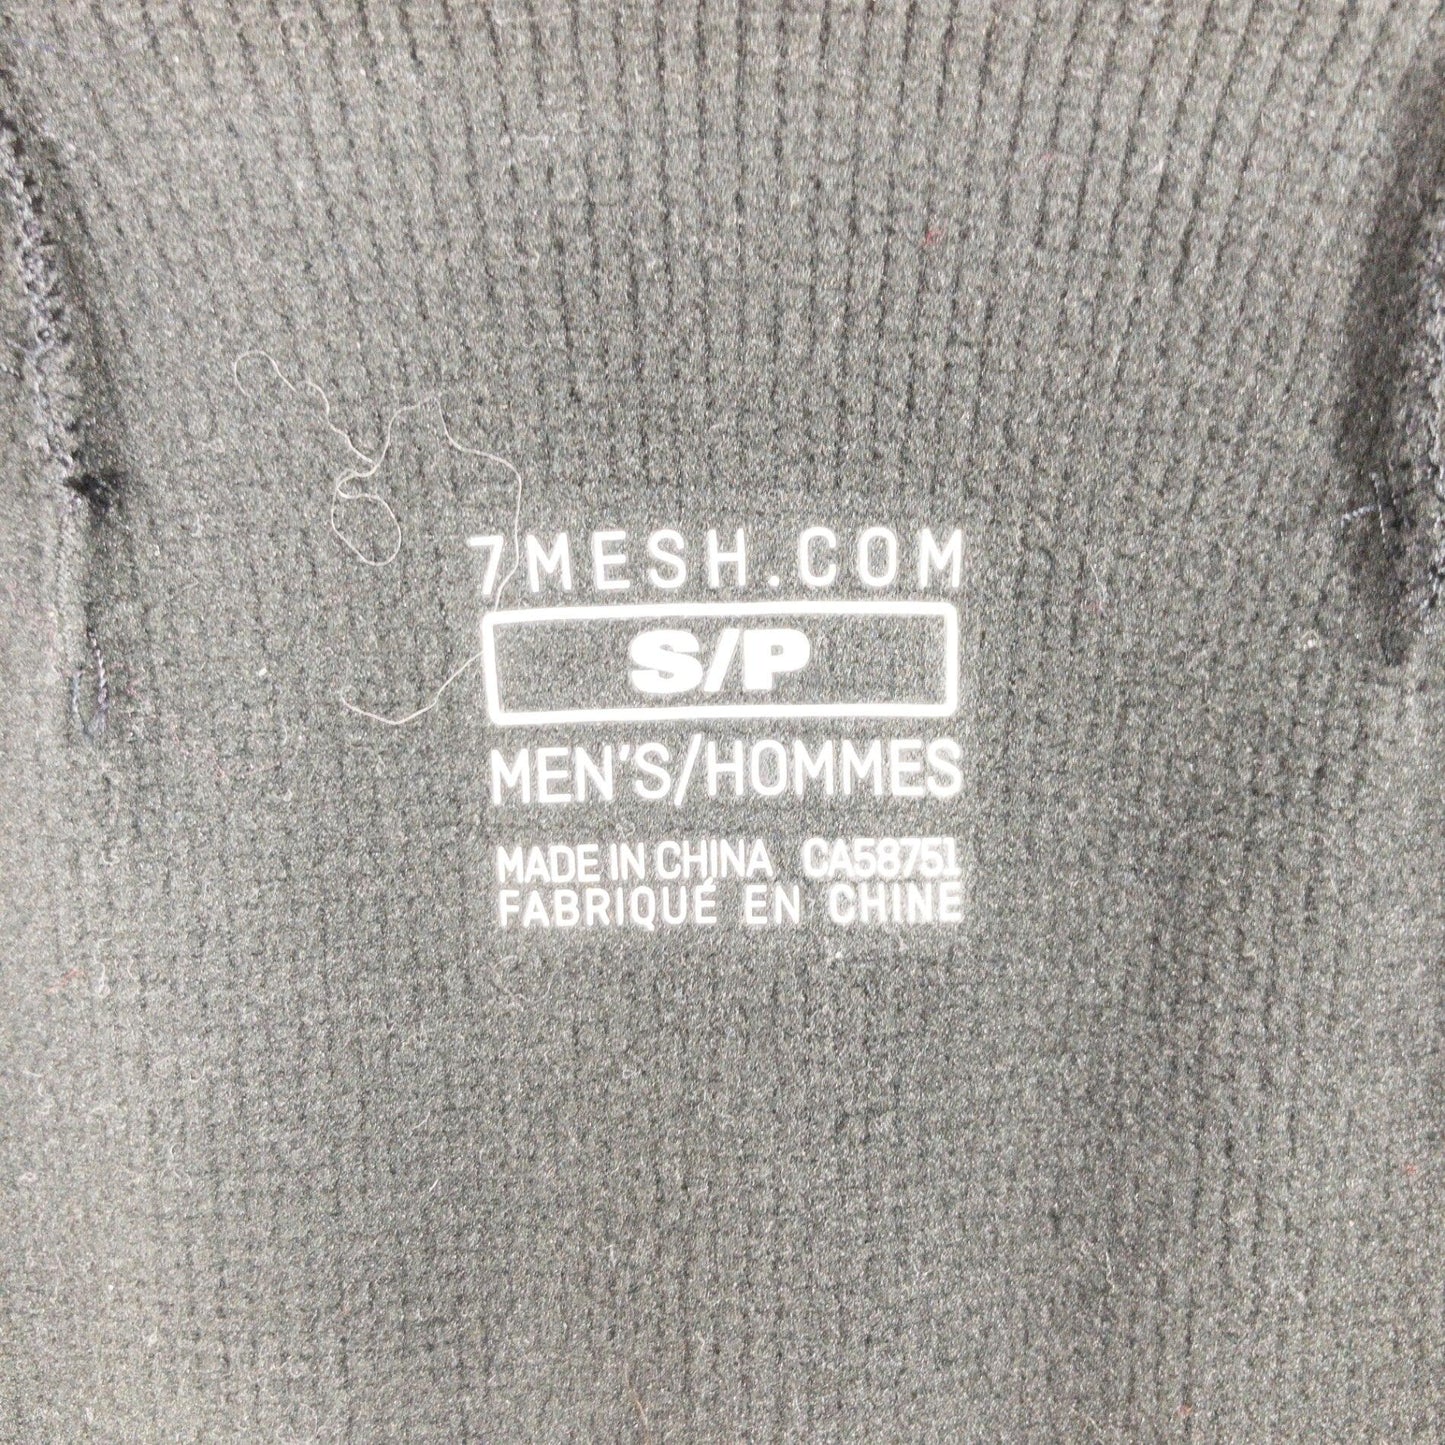 7MESH.COM
S/P
MEN'S/HOMMES
MADE IN CHINA CA58751
FABRIQUÉ EN CHINE